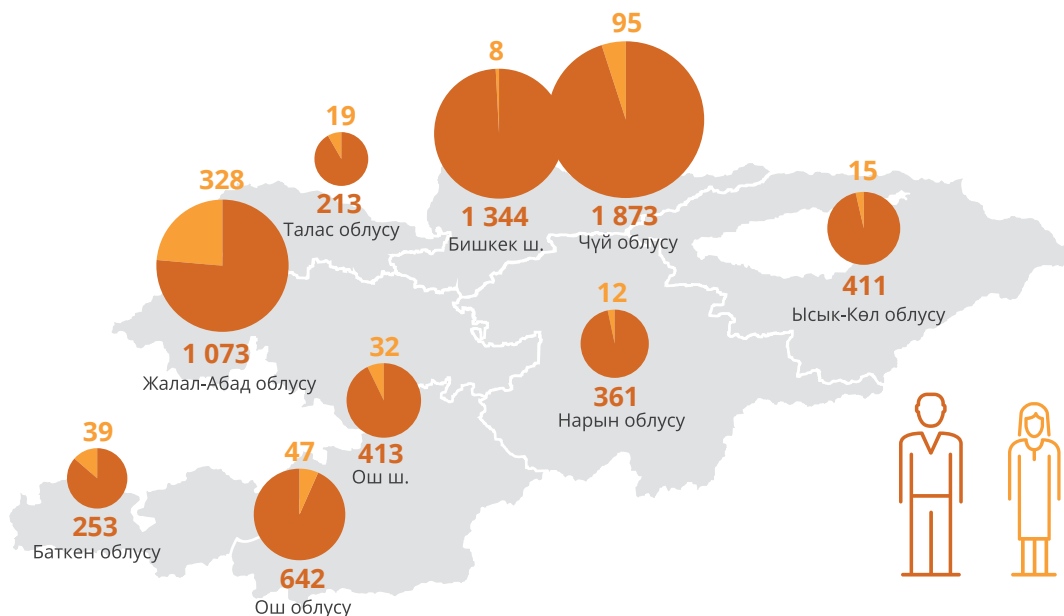 95
8
1 873
Чүй облусу
1 344
Бишкек ш.
19
213
Талас облусу
15
411
Ысык-Көл облусу
328
1 073
Жалал-Абад облусу
12
361
Нарын облусу
32
413
Ош ш.
39
253
Баткен облусу
47
642
Ош облусу